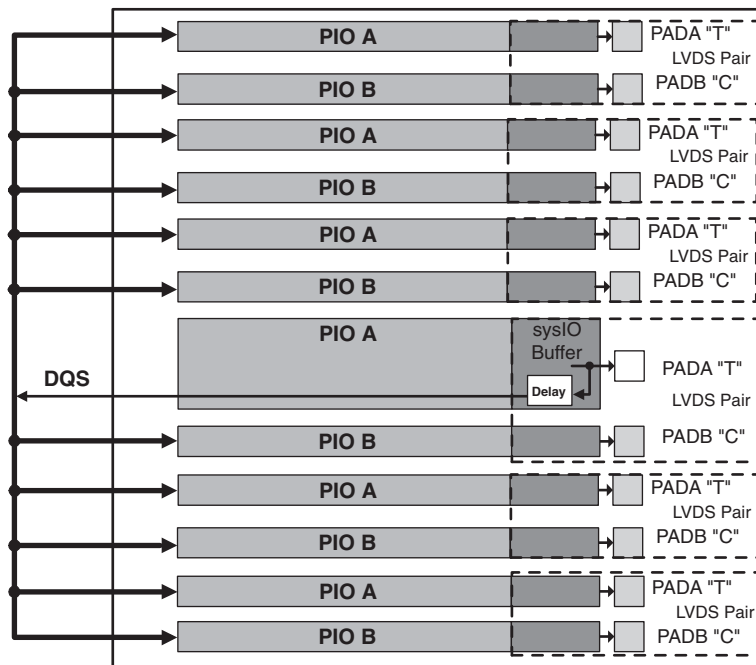 PIO A
PADA "T"
LVDS Pair
PIO B
PADB "C"
PIO A
PADA "T"
LVDS Pair
PIO B
PADB "C"
PIO A
PADA "T"
LVDS Pair
PIO B
PADB "C"
PIO A
sysIO
Buffer
PADA "T"
DQS
Delay
LVDS Pair
PIO B
PADB "C"
PIO A
PADA "T"
LVDS Pair
PIO B
PADB "C"
PIO A
PADA "T"
LVDS Pair
PIO B
PADB "C"